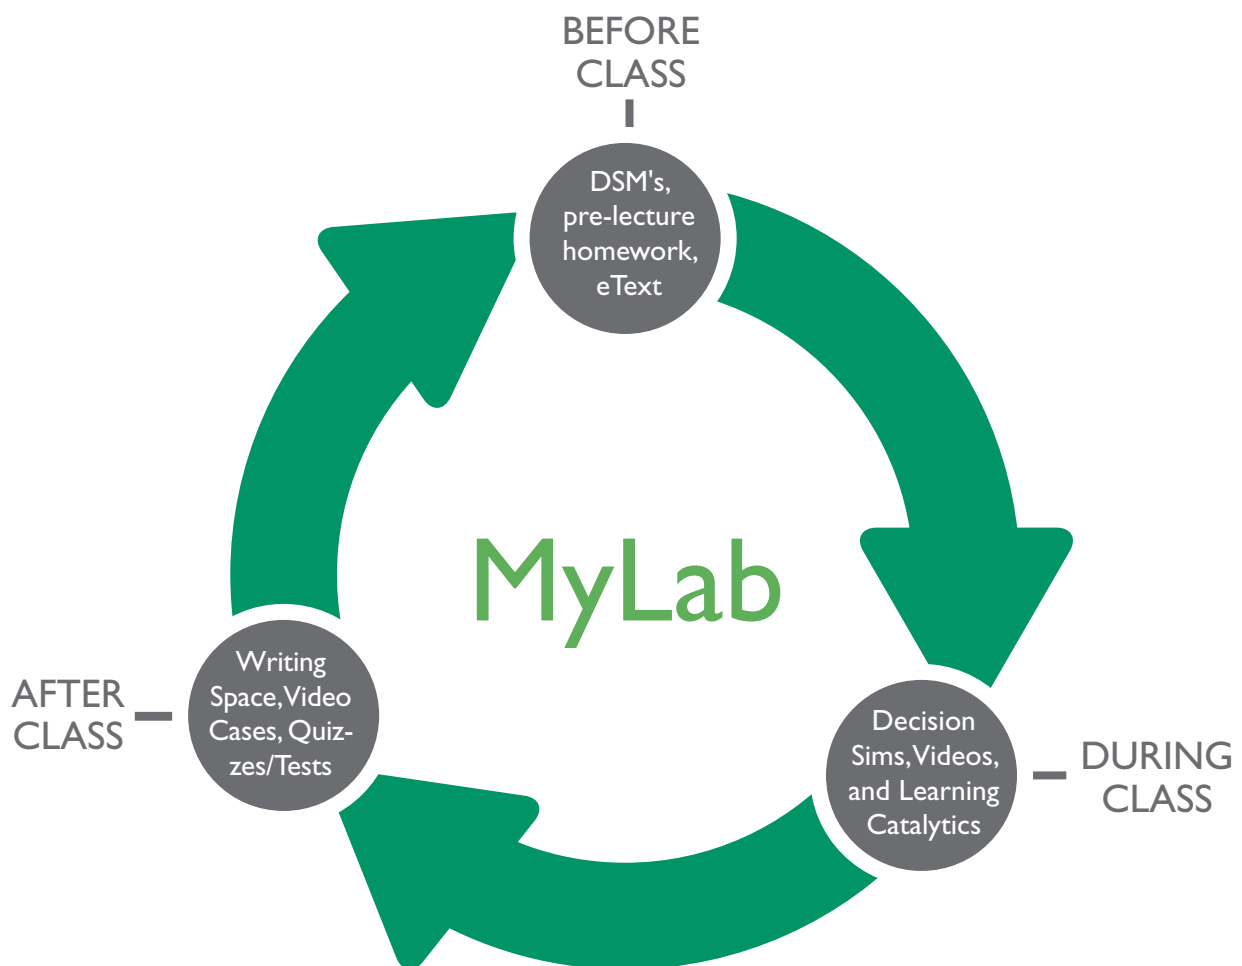 BEFORE
CLASS
DSM's,
pre-lecture
homework,
eText
MyLab
AFTER
CLASS
Writing
Space, Video
Cases, Quiz-
zes/Tests
Decision
Sims, Videos,
and Learning
Catalytics
DURING
CLASS